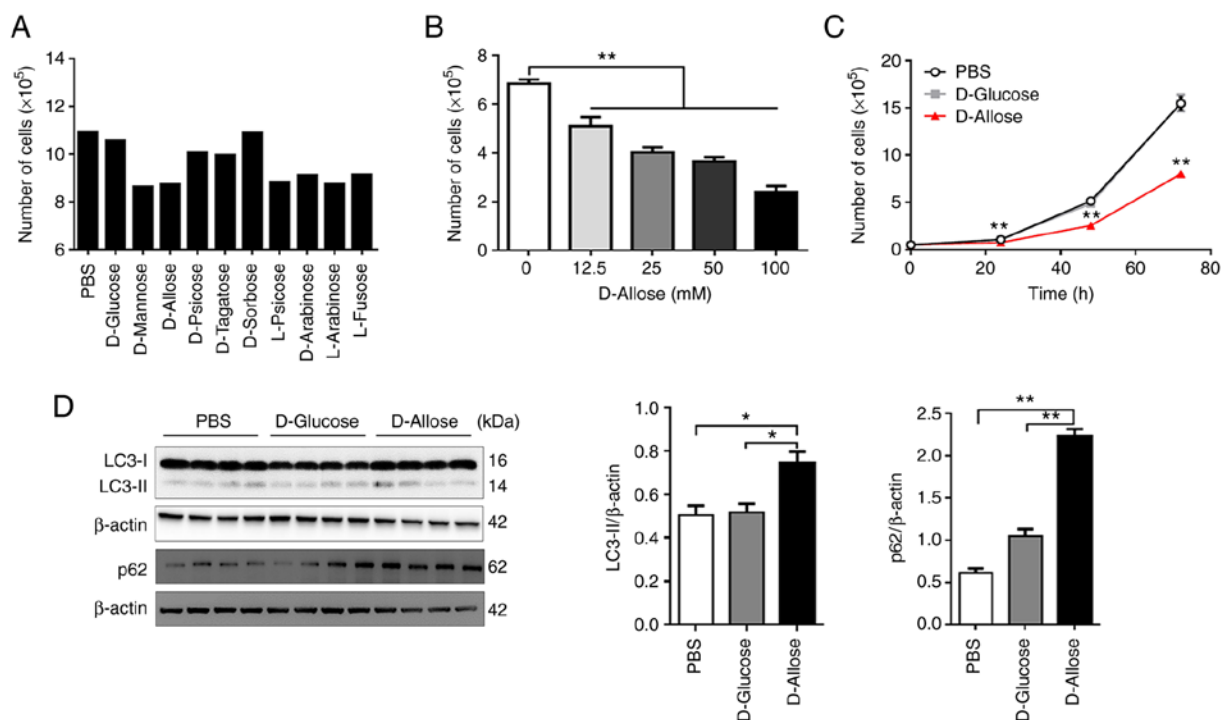 A
Number of cells (×10⁵)
14
12
10
8
6
PBS
D-Glucose
D-Mannose
D-Allose
D-Psicose
D-Tagatose
D-Sorbose
L-Psicose
D-Arabinose
L-Arabinose
L-Fusose
B
Number of cells (×10⁵)
8
6
4
2
0
**
0 12.5 25 50 100
D-Allose (mM)
C
Number of cells (×10⁵)
20
15
10
5
0
PBS
D-Glucose
D-Allose
** ** **
0 20 40 60 80
Time (h)
D
PBS D-Glucose D-Allose (kDa)
LC3-I 16
LC3-II 14
β-actin 42
p62 62
β-actin 42
LC3-II/β-actin
1.0
0.8
0.6
0.4
0.2
0.0
*
*
PBS
D-Glucose
D-Allose
p62/β-actin
2.5
2.0
1.5
1.0
0.5
0.0
**
**
PBS
D-Glucose
D-Allose